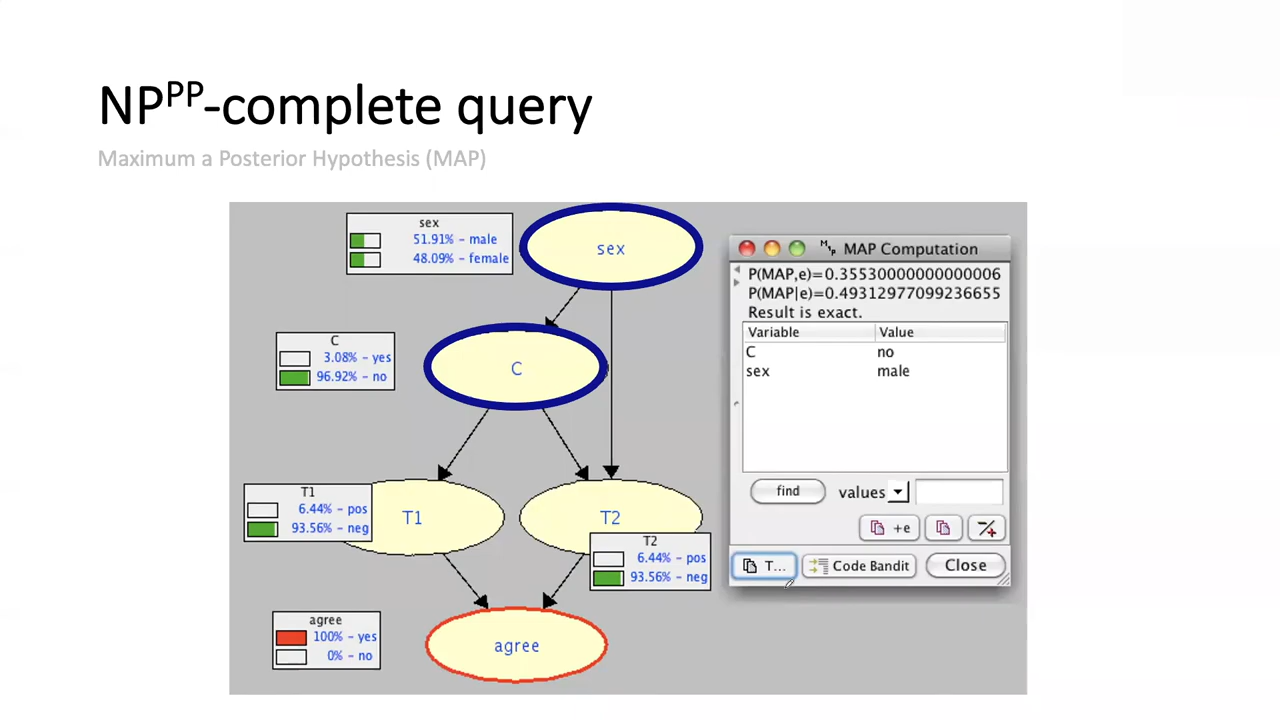 NPPP-complete query
Maximum a Posterior Hypothesis (MAP)
sex
51.91% - male
48.09% - female
sex
C
3.08% - yes
96.92% - no
C
T1
6.44% - pos
93.56% - neg
T1
T2
T2
6.44% - pos
93.56% - neg
agree
100% - yes
0% - no
agree
Map MAP Computation
P(MAP,e)=0.35530000000000006
P(MAP|e)=0.49312977099236655
Result is exact.
Variable Value
C no
sex male
find values
+e
T... Code Bandit Close